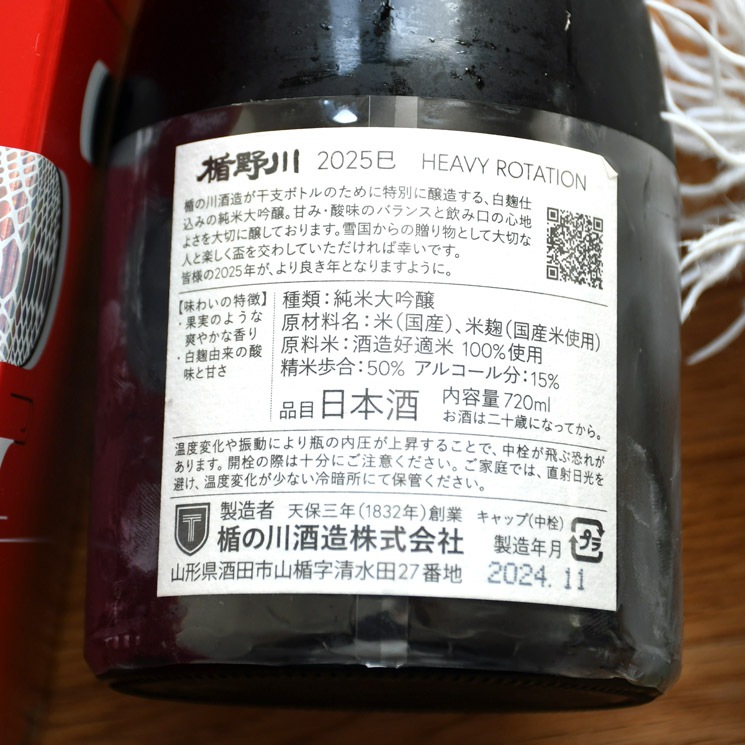 楯野川 2025巳 HEAVY ROTATION
楯の川酒造が干支ボトルのために特別に醸造する、白麹仕
込みの純米大吟醸。甘み・酸味のバランスと飲み口の心地
よさを大切に醸しております。雪国からの贈り物として大切な
人と楽しく盃を交わしていただければ幸いです。
皆様の2025年が、より良き年となりますように。
【味わいの特徴】
・果実のような
爽やかな香り
・白麹由来の酸
味と甘さ
種類：純米大吟醸
原材料名：米（国産）、米麹（国産米使用）
原料米：酒造好適米 100%使用
精米歩合：50% アルコール分：15%
品目 日本酒 内容量 720ml
お酒は二十歳になってから。
温度変化や振動により瓶の内圧が上昇することで、中栓が飛ぶ恐れが
あります。開栓の際は十分にご注意ください。ご家庭では、直射日光を
避け、温度変化が少ない冷暗所にて保管ください。
製造者 天保三年（1832年）創業
楯の川酒造株式会社
山形県酒田市山楯字清水田27番地
キャップ（中栓）
プラ
製造年月
2024.11